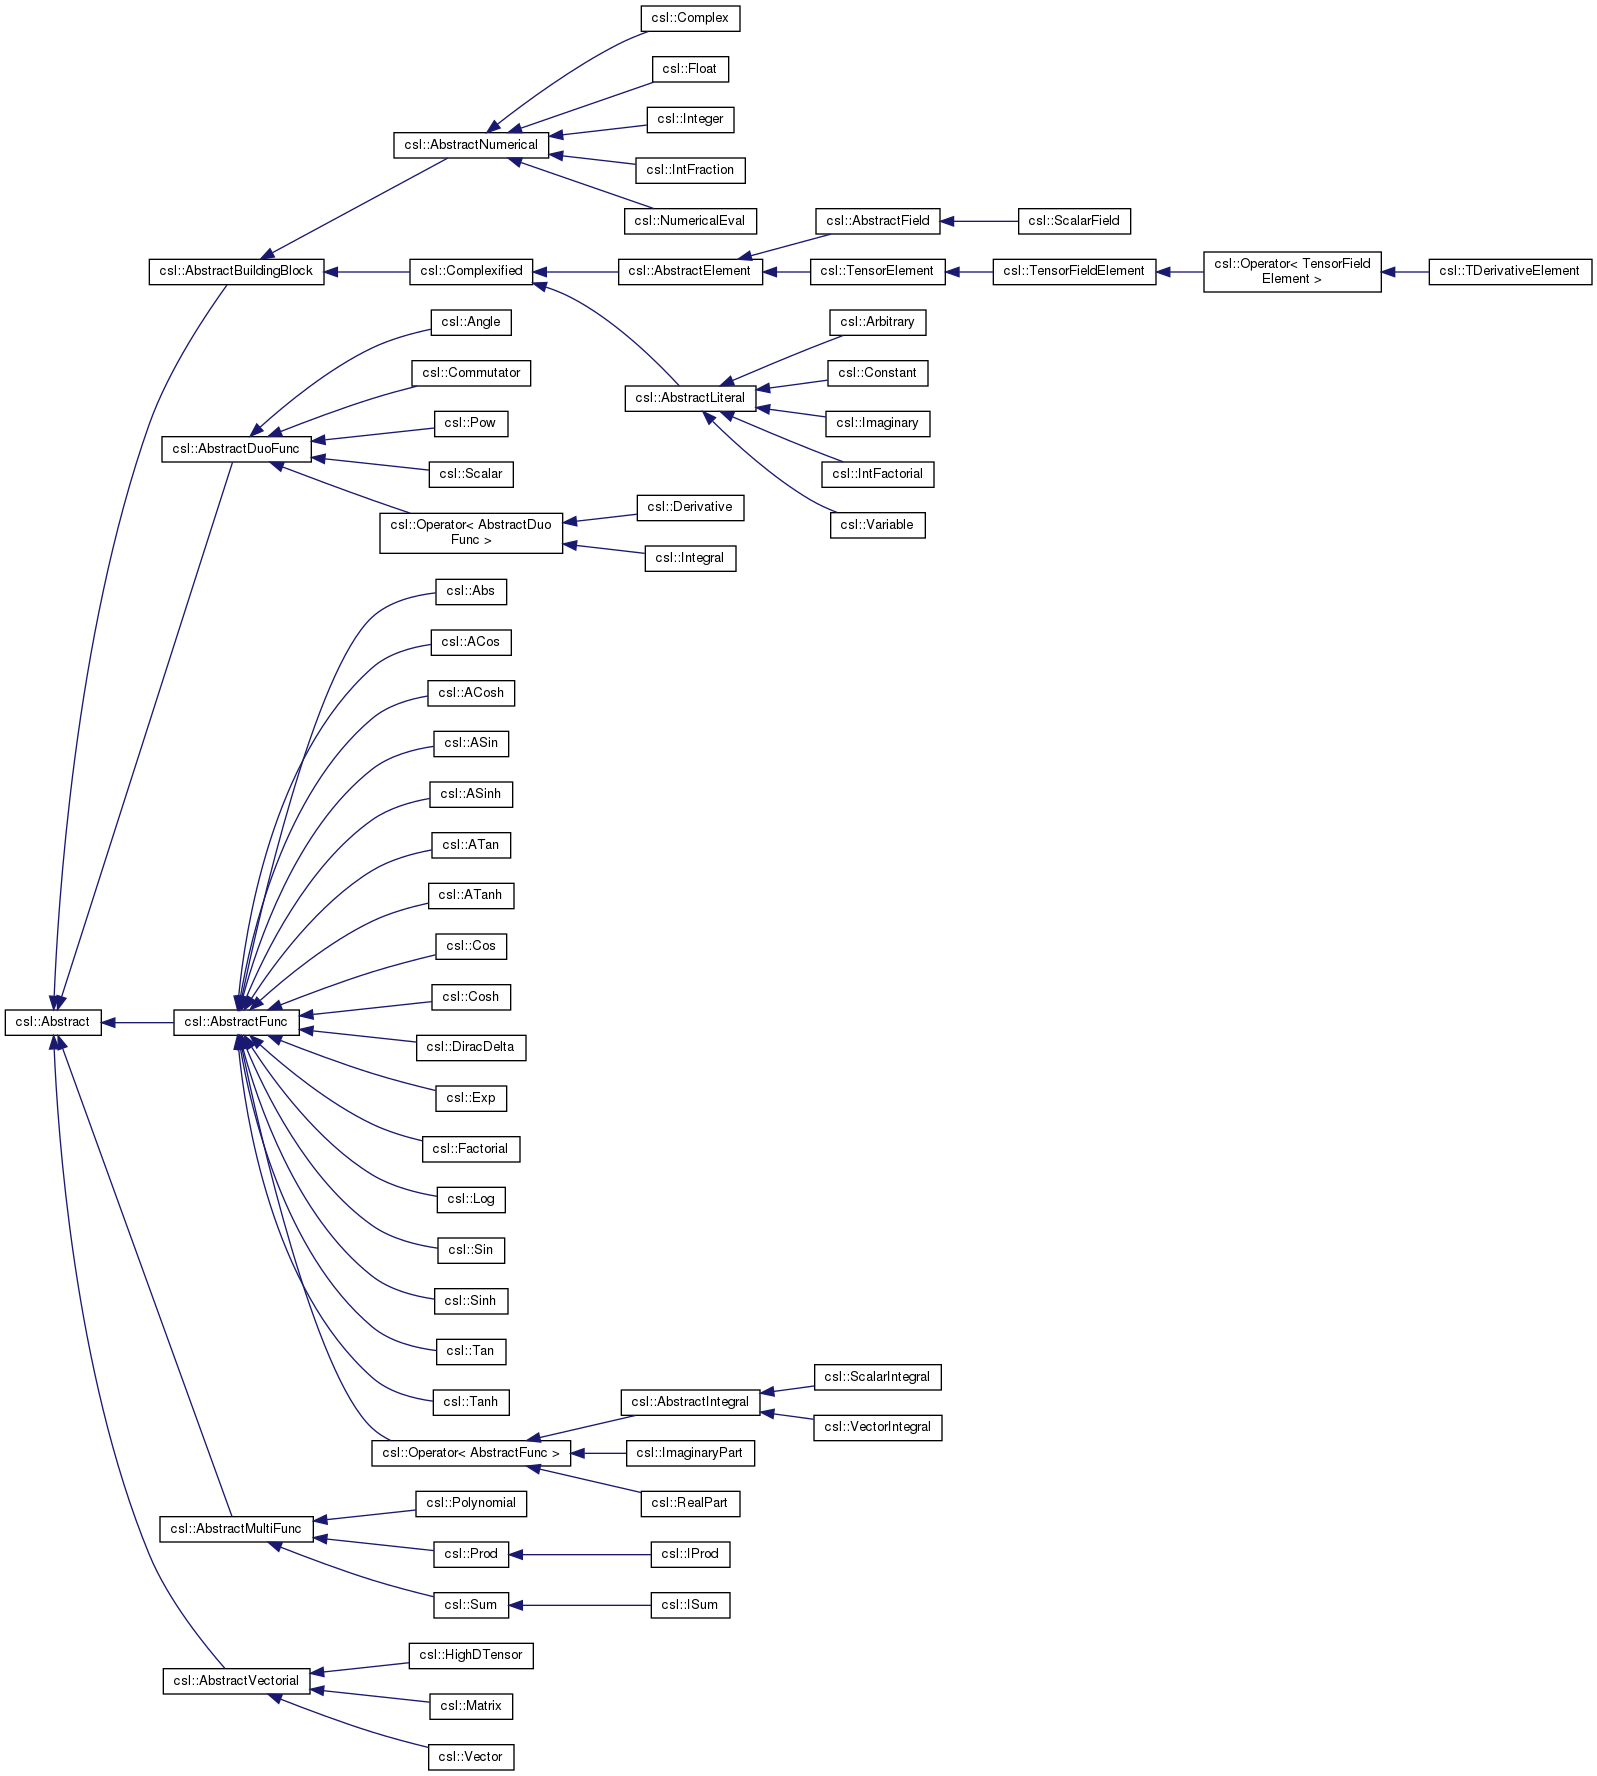 csl::Complex
csl::Float
csl::Integer
csl::AbstractNumerical
csl::IntFraction
csl::NumericalEval
csl::AbstractField
csl::ScalarField
csl::AbstractBuildingBlock
csl::Complexified
csl::AbstractElement
csl::TensorElement
csl::TensorFieldElement
csl::Operator< TensorField
Element >
csl::TDerivativeElement
csl::Angle
csl::Arbitrary
csl::Commutator
csl::Constant
csl::AbstractLiteral
csl::Pow
csl::Imaginary
csl::AbstractDuoFunc
csl::Scalar
csl::IntFactorial
csl::Derivative
csl::Operator< AbstractDuo
Func >
csl::Variable
csl::Integral
csl::Abs
csl::ACos
csl::ACosh
csl::ASin
csl::ASinh
csl::ATan
csl::ATanh
csl::Cos
csl::Cosh
csl::Abstract
csl::AbstractFunc
csl::DiracDelta
csl::Exp
csl::Factorial
csl::Log
csl::Sin
csl::Sinh
csl::Tan
csl::Tanh
csl::ScalarIntegral
csl::AbstractIntegral
csl::VectorIntegral
csl::Operator< AbstractFunc >
csl::ImaginaryPart
csl::RealPart
csl::Polynomial
csl::AbstractMultiFunc
csl::Prod
csl::IProd
csl::Sum
csl::ISum
csl::HighDTensor
csl::AbstractVectorial
csl::Matrix
csl::Vector